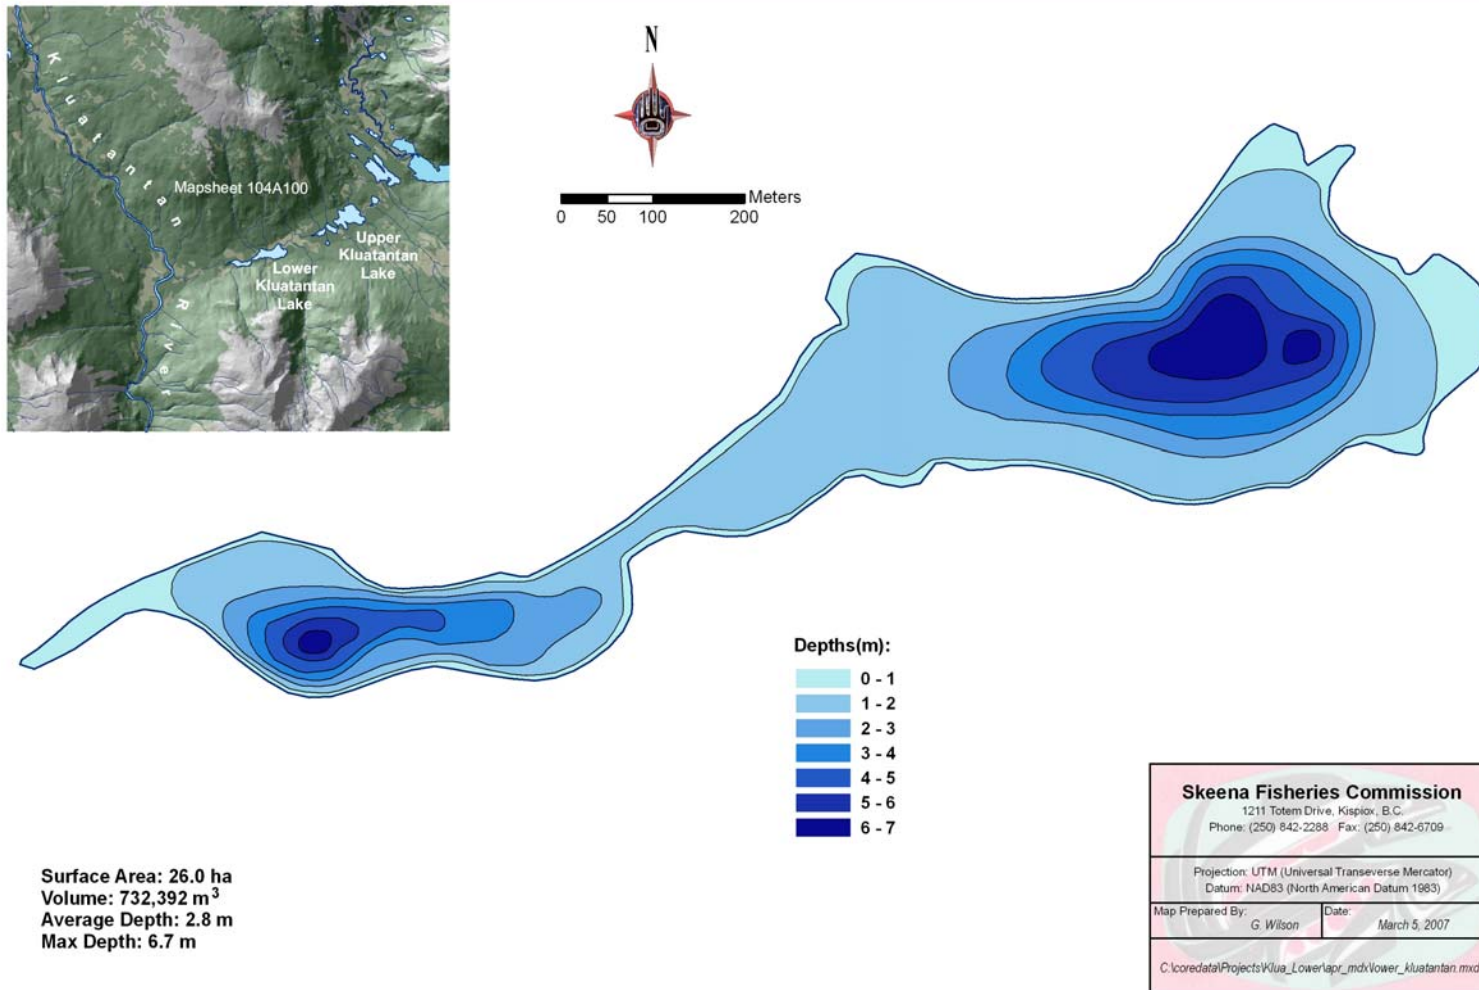 Kluatantan River
Mapsheet 104A100
Upper
Kluatantan
Lake
Lower
Kluatantan
Lake
N
Meters
0 50 100 200
Depths(m):
0 - 1
1 - 2
2 - 3
3 - 4
4 - 5
5 - 6
6 - 7
Surface Area: 26.0 ha
Volume: 732,392 m³
Average Depth: 2.8 m
Max Depth: 6.7 m
Skeena Fisheries Commission
1211 Totem Drive, Kispiox, B.C.
Phone: (250) 842-2288 Fax: (250) 842-6709
Projection: UTM (Universal Transeverse Mercator)
Datum: NAD83 (North American Datum 1983)
Map Prepared By: Date:
G. Wilson March 5, 2007
C:\coredata\Projects\Klua_Lower\apr_mdx\lower_kluatantan.mxd